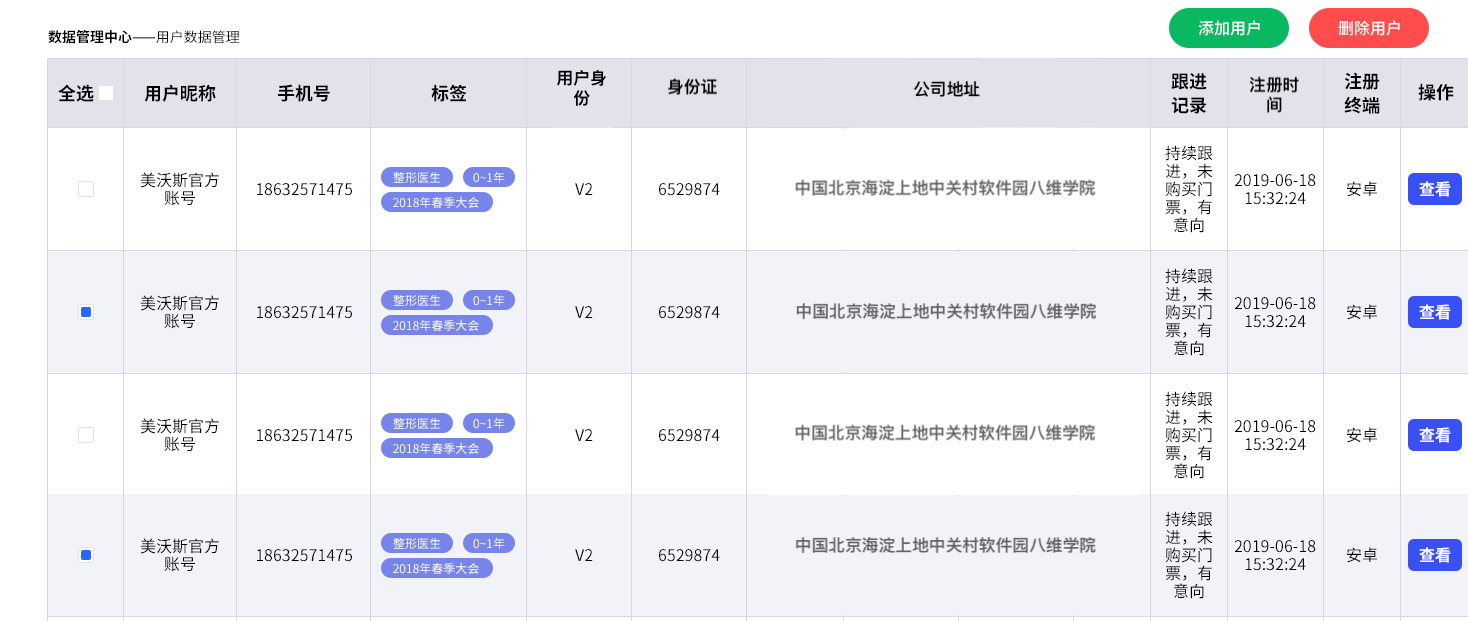 数据管理中心——用户数据管理
添加用户
删除用户
全选
用户昵称
手机号
标签
用户身
份
身份证
公司地址
跟进
记录
注册时
间
注册
终端
操作
美沃斯官方
账号
18632571475
整形医生
0~1年
2018年春季大会
V2
6529874
中国北京海淀上地中关村软件园八维学院
持续跟
进，未
购买门
票，有
意向
2019-06-18
15:32:24
安卓
查看
美沃斯官方
账号
18632571475
整形医生
0~1年
2018年春季大会
V2
6529874
中国北京海淀上地中关村软件园八维学院
持续跟
进，未
购买门
票，有
意向
2019-06-18
15:32:24
安卓
查看
美沃斯官方
账号
18632571475
整形医生
0~1年
2018年春季大会
V2
6529874
中国北京海淀上地中关村软件园八维学院
持续跟
进，未
购买门
票，有
意向
2019-06-18
15:32:24
安卓
查看
美沃斯官方
账号
18632571475
整形医生
0~1年
2018年春季大会
V2
6529874
中国北京海淀上地中关村软件园八维学院
持续跟
进，未
购买门
票，有
意向
2019-06-18
15:32:24
安卓
查看